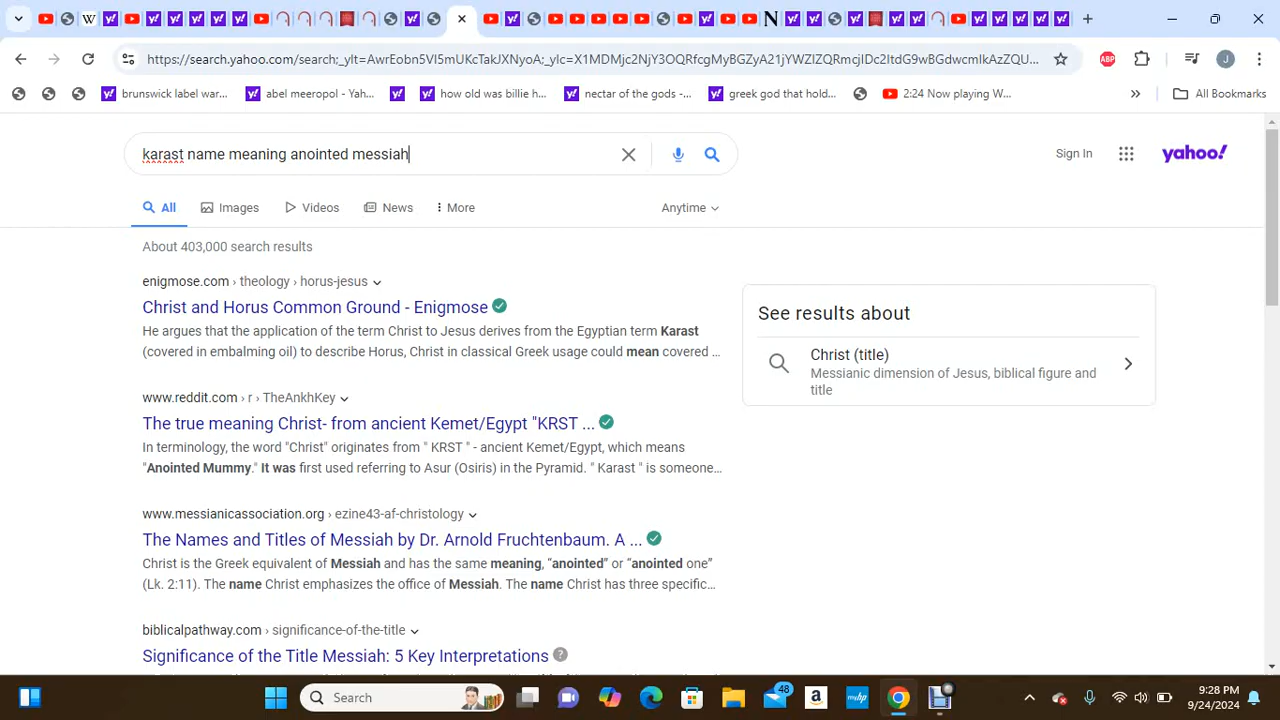 https://search.yahoo.com/search;_ylt=AwrEobn5VI5mUKcTakJXNyoA;_ylc=X1MDMjc2NjY3OQRfcgMyBGZyA21jYWZlZQRmcjIDc2ItdG9wBGdwcmlkAzZQU...
ABP
J
brunswick label war...
abel meeropol - Yah...
how old was billie h...
nectar of the gods -...
greek god that hold...
2:24 Now playing W...
»
All Bookmarks
karast name meaning anointed messiah
Sign In
yahoo!
All
Images
Videos
News
More
Anytime
About 403,000 search results
enigmose.com › theology › horus-jesus
Christ and Horus Common Ground - Enigmose
He argues that the application of the term Christ to Jesus derives from the Egyptian term Karast
(covered in embalming oil) to describe Horus, Christ in classical Greek usage could mean covered ...
See results about
Christ (title)
Messianic dimension of Jesus, biblical figure and
title
www.reddit.com › r › TheAnkhKey
The true meaning Christ- from ancient Kemet/Egypt "KRST ...
In terminology, the word "Christ" originates from " KRST " - ancient Kemet/Egypt, which means
"Anointed Mummy." It was first used referring to Asur (Osiris) in the Pyramid. " Karast " is someone...
www.messianicassociation.org › ezine43-af-christology
The Names and Titles of Messiah by Dr. Arnold Fruchtenbaum. A ...
Christ is the Greek equivalent of Messiah and has the same meaning, “anointed” or “anointed one”
(Lk. 2:11). The name Christ emphasizes the office of Messiah. The name Christ has three specific...
biblicalpathway.com › significance-of-the-title
Significance of the Title Messiah: 5 Key Interpretations
Search
48
9:28 PM
9/24/2024